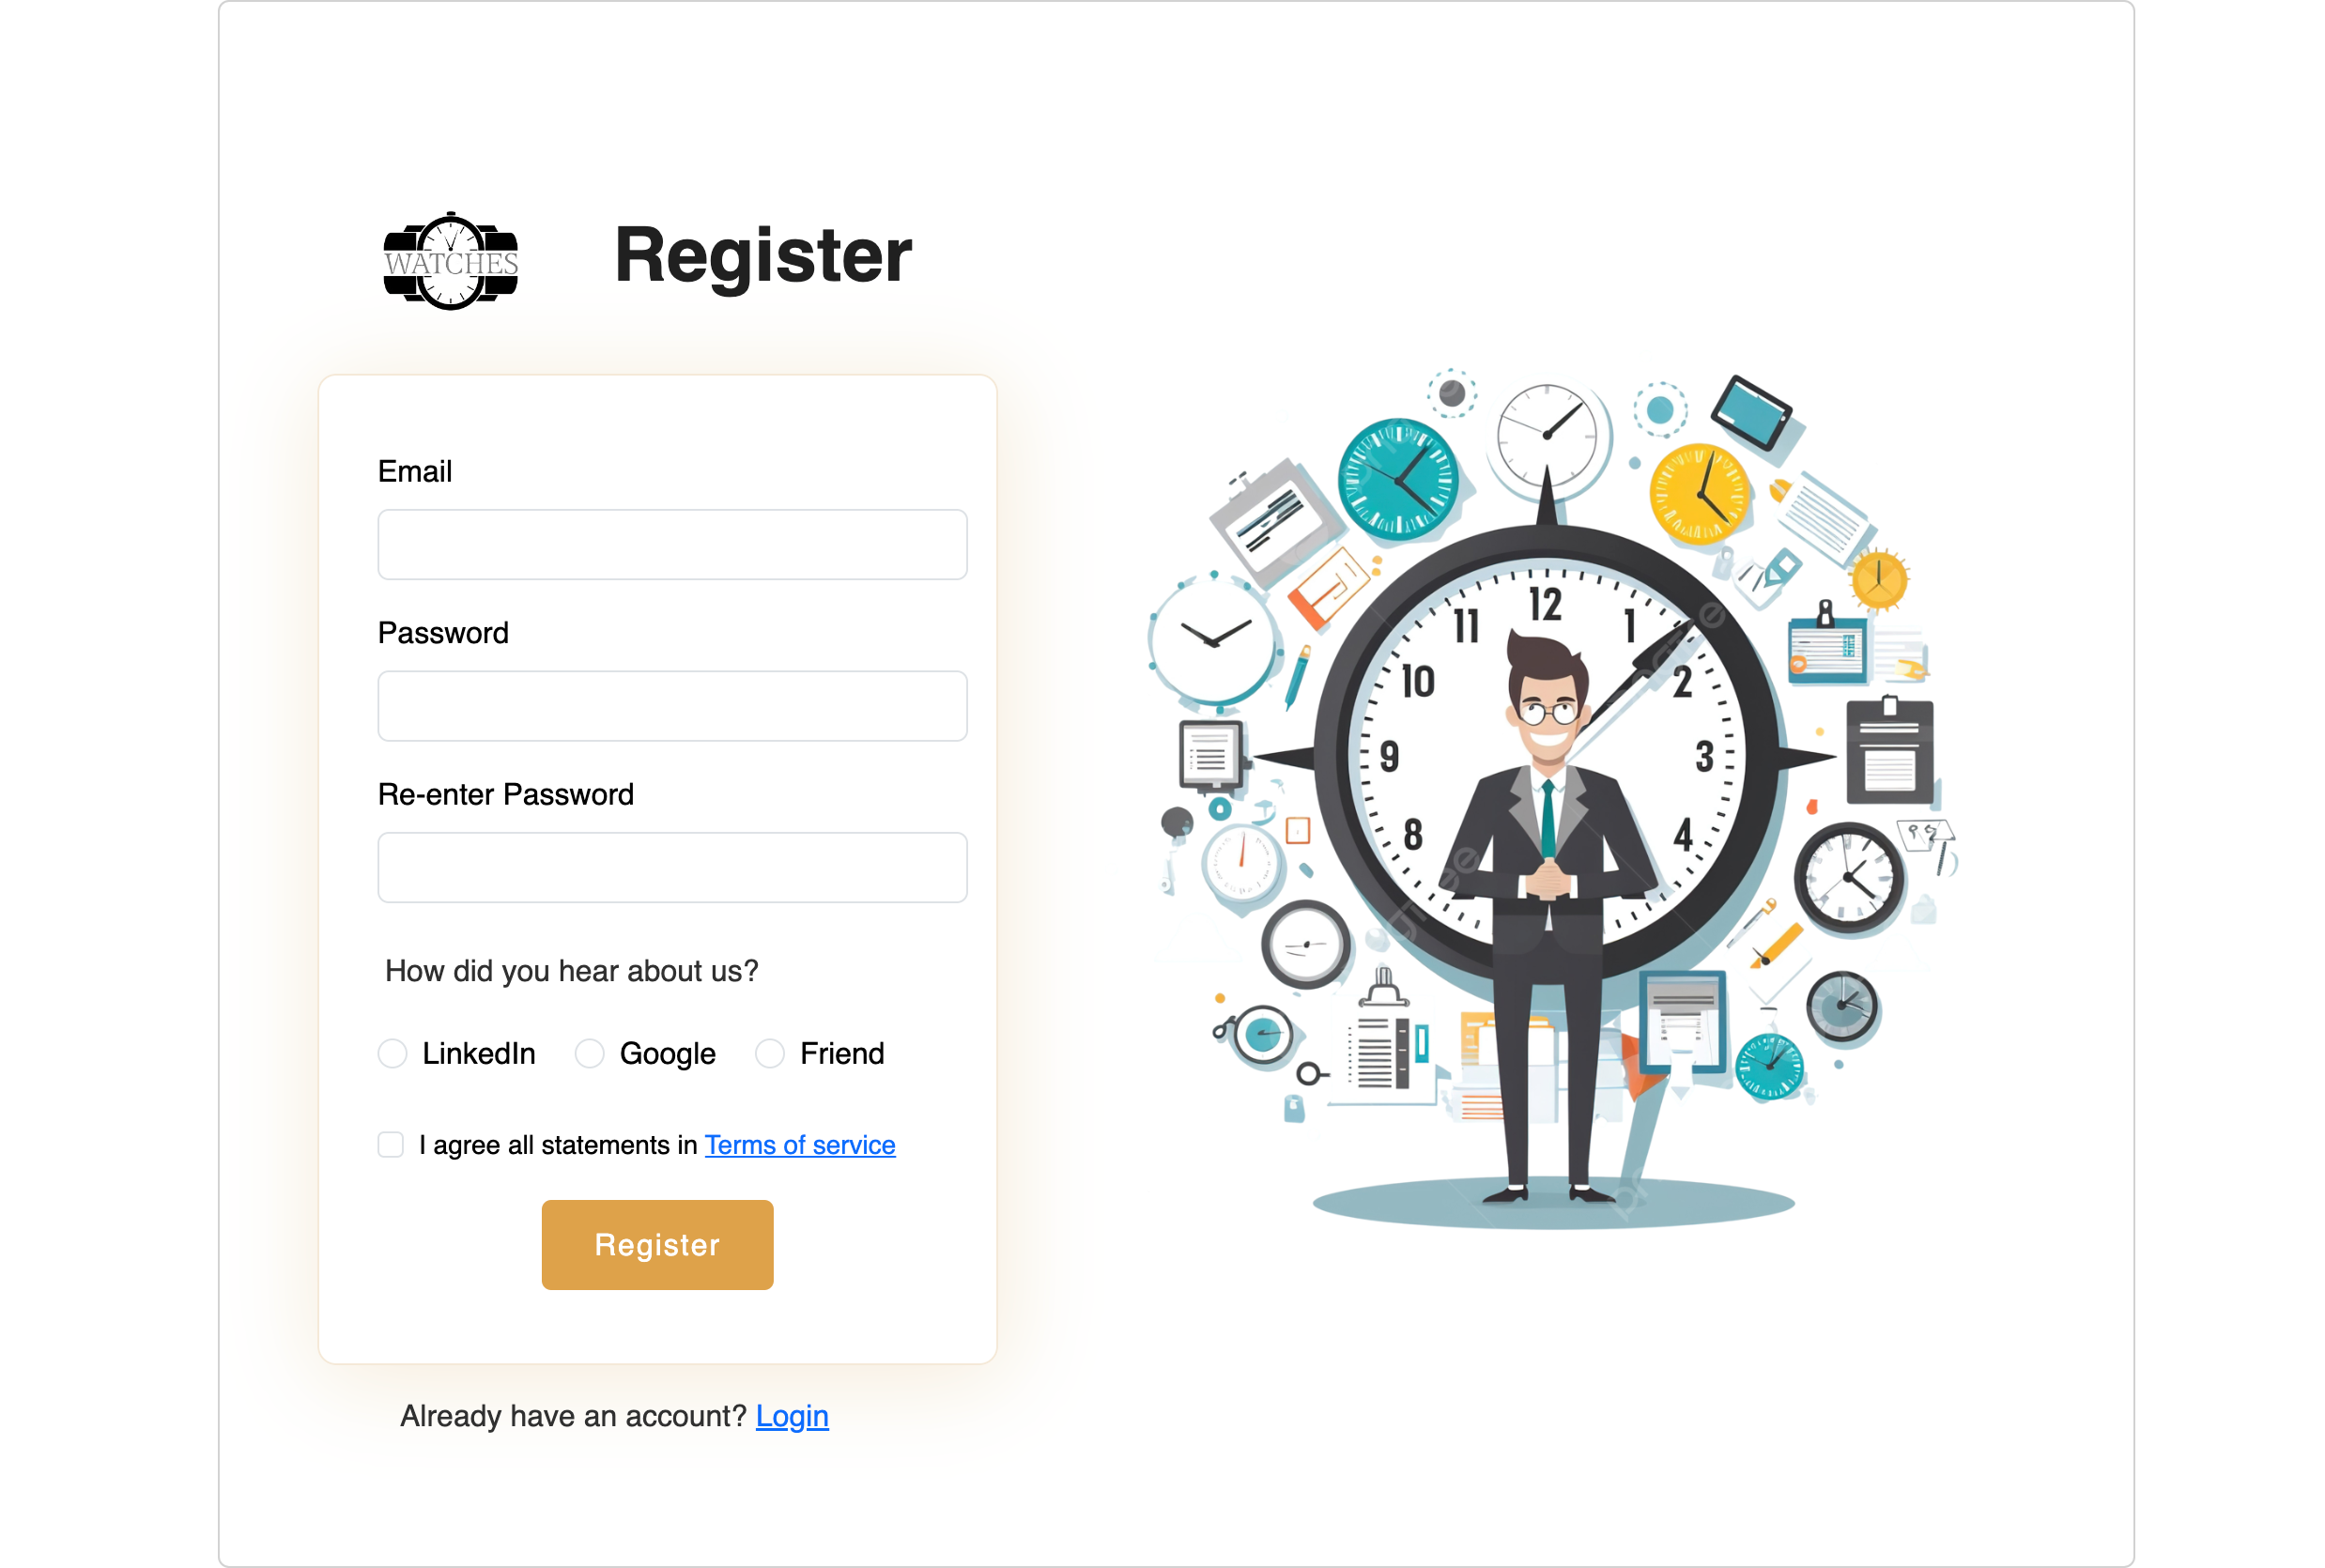 WATCHES
Register
Email
Password
Re-enter Password
How did you hear about us?
LinkedIn
Google
Friend
I agree all statements in Terms of service
Register
Already have an account? Login
12
11
1
10
2
9
3
8
4